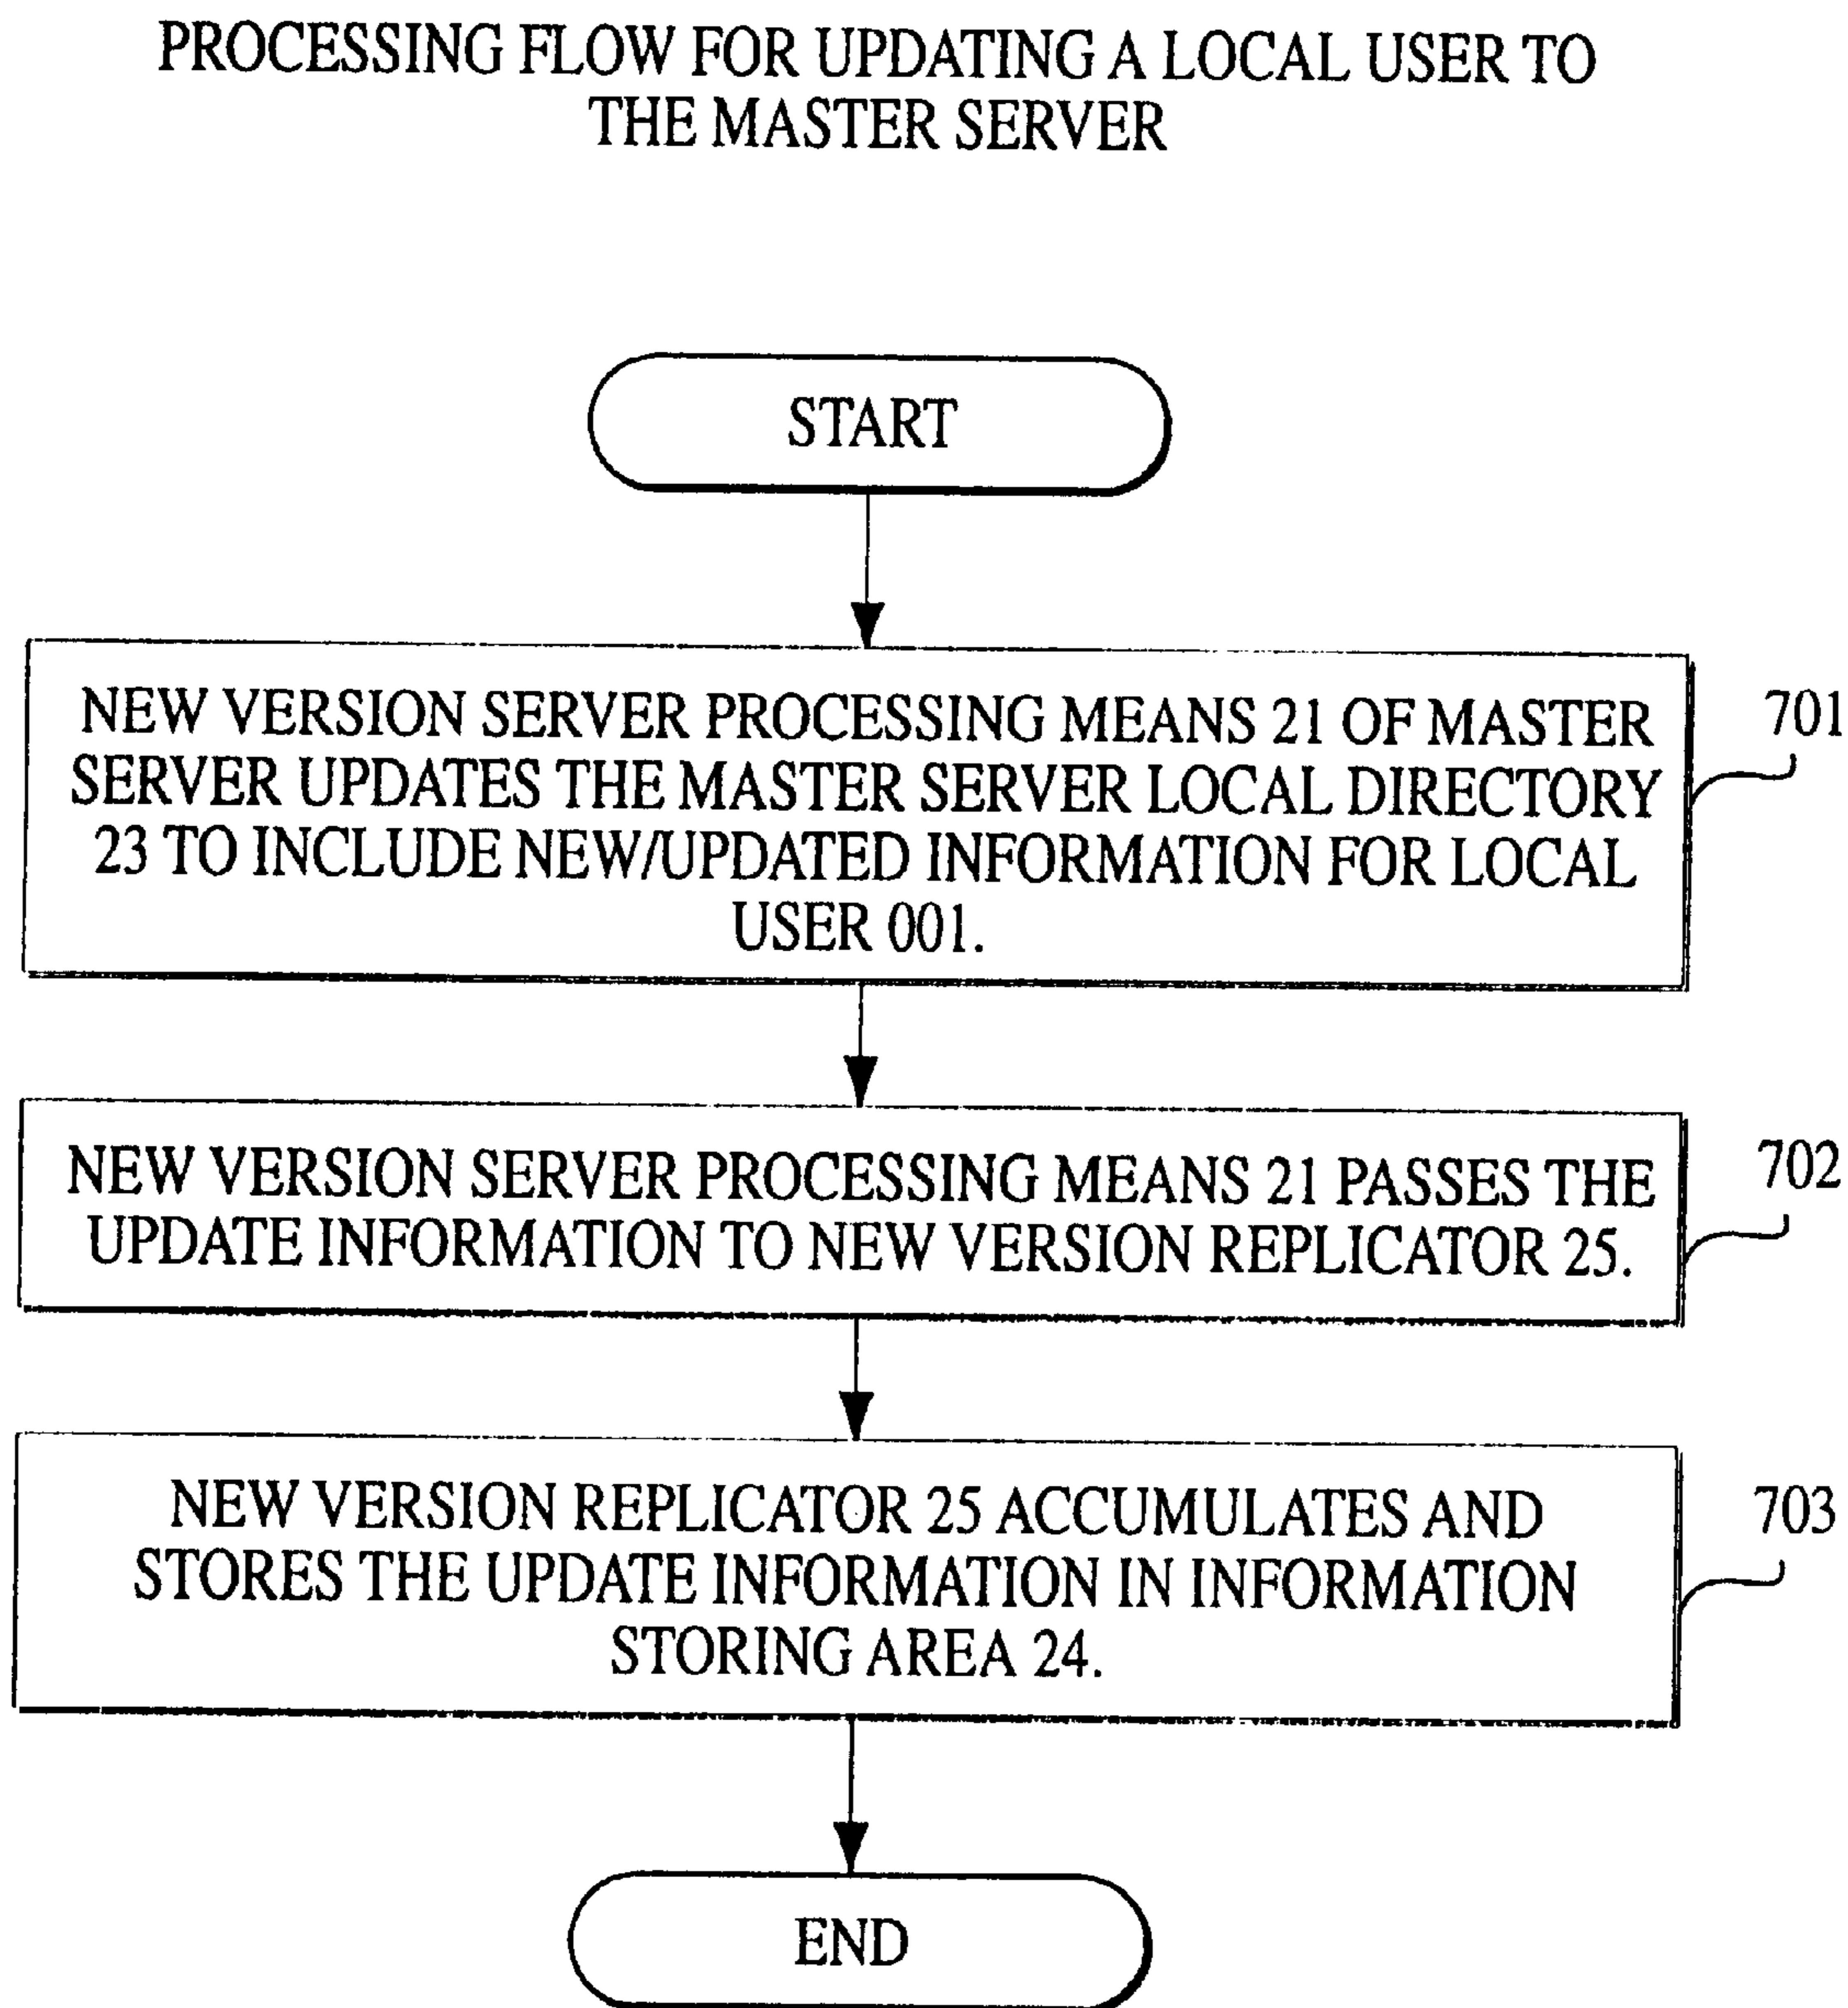 PROCESSING FLOW FOR UPDATING A LOCAL USER TO
THE MASTER SERVER
START
NEW VERSION SERVER PROCESSING MEANS 21 OF MASTER
SERVER UPDATES THE MASTER SERVER LOCAL DIRECTORY
23 TO INCLUDE NEW/UPDATED INFORMATION FOR LOCAL
USER 001.
701
NEW VERSION SERVER PROCESSING MEANS 21 PASSES THE
UPDATE INFORMATION TO NEW VERSION REPLICATOR 25.
702
NEW VERSION REPLICATOR 25 ACCUMULATES AND
STORES THE UPDATE INFORMATION IN INFORMATION
STORING AREA 24.
703
END